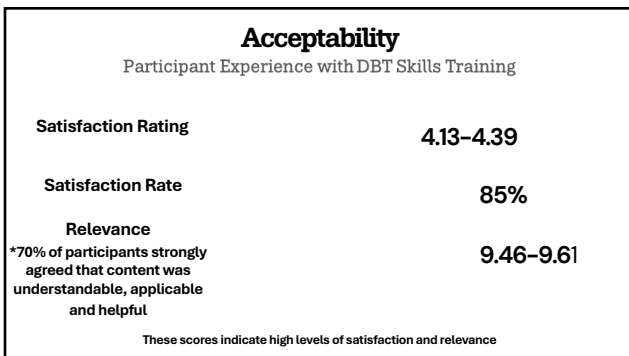 Acceptability
Participant Experience with DBT Skills Training
Satisfaction Rating
4.13–4.39
Satisfaction Rate
85%
Relevance
*70% of participants strongly
agreed that content was
understandable, applicable
and helpful
9.46–9.61
These scores indicate high levels of satisfaction and relevance